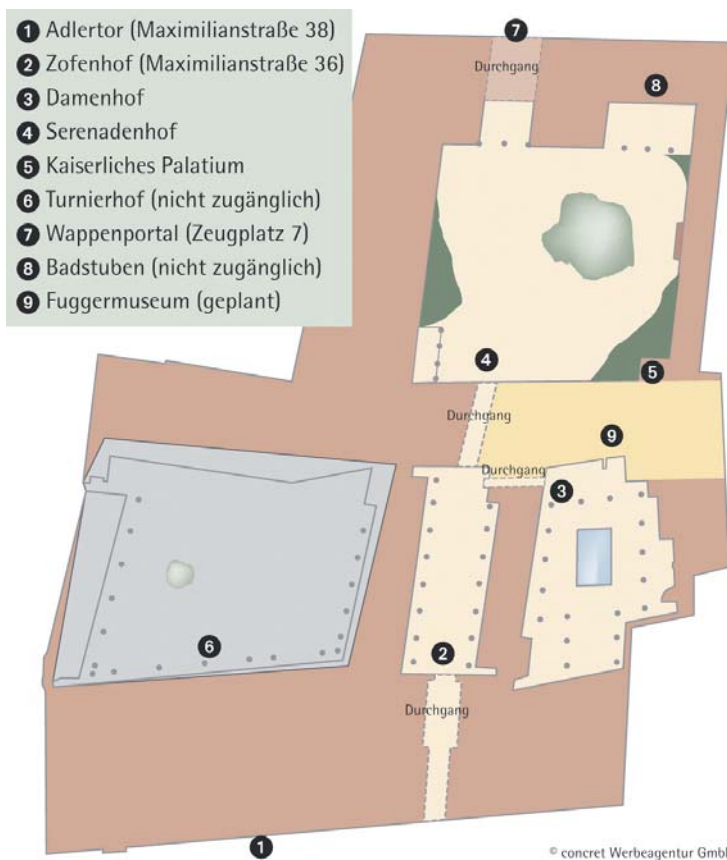 1 Adlertor (Maximilianstraße 38)
2 Zofenhof (Maximilianstraße 36)
3 Damenhof
4 Serenadenhof
5 Kaiserliches Palatium
6 Turnierhof (nicht zugänglich)
7 Wappenportal (Zeugplatz 7)
8 Badstuben (nicht zugänglich)
9 Fuggermuseum (geplant)
7
Durchgang
8
4
5
Durchgang
9
Durchgang
3
6
2
Durchgang
1
© concret Werbeagentur GmbH